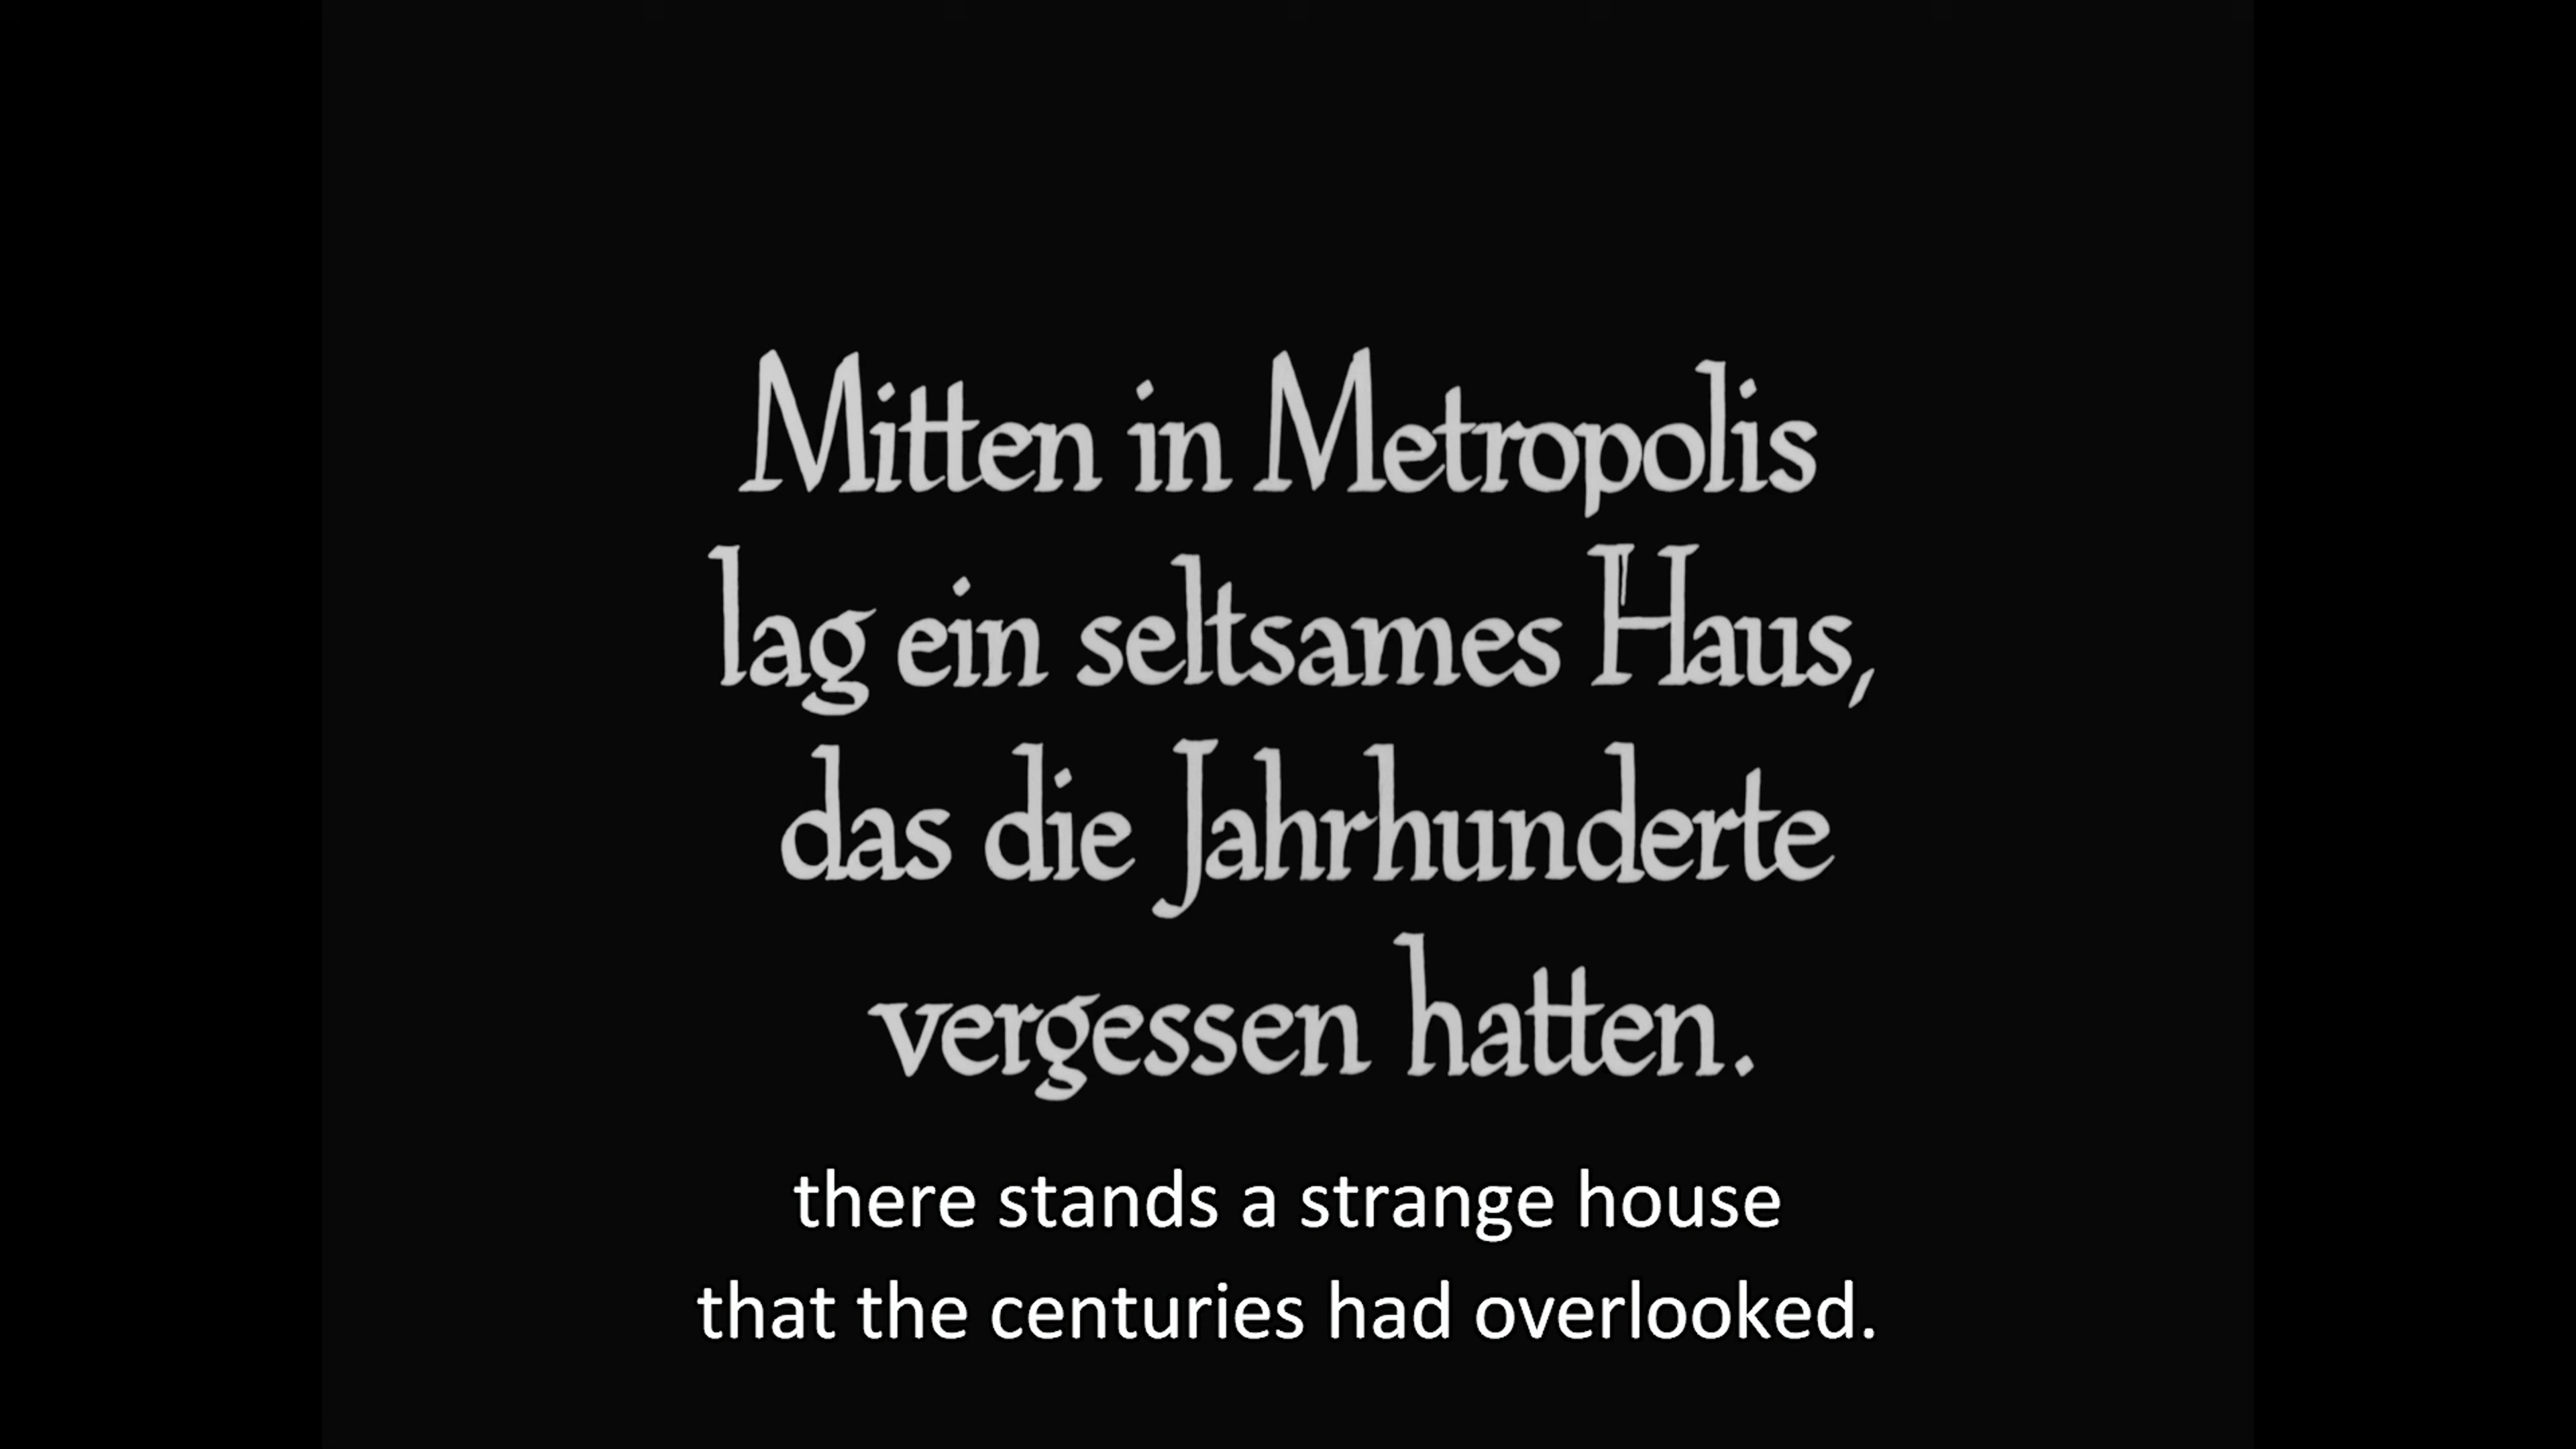 Mitten in Metropolis
lag ein seltsames Haus,
das die Jahrhunderte
vergessen hatten.
there stands a strange house
that the centuries had overlooked.